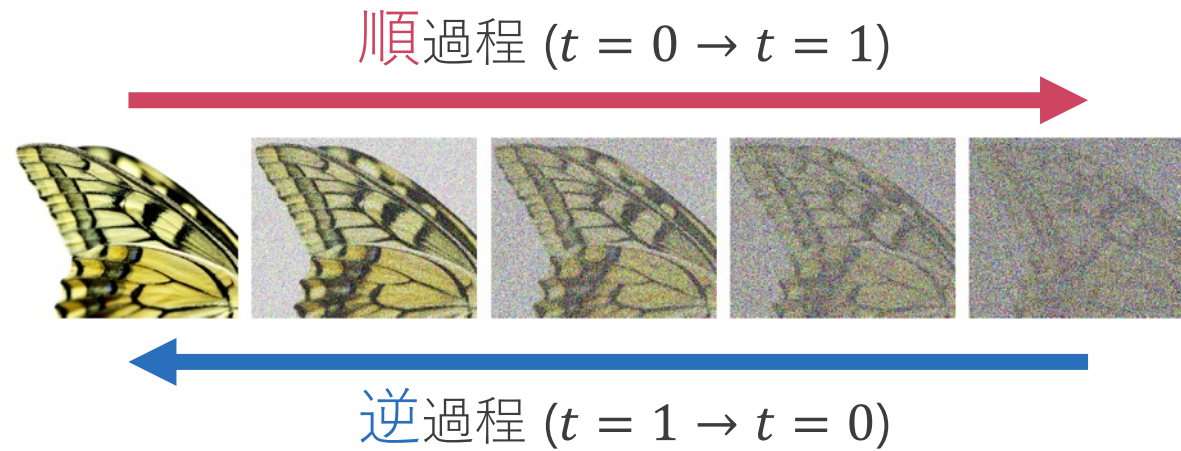 順過程 (t = 0 → t = 1)
逆過程 (t = 1 → t = 0)